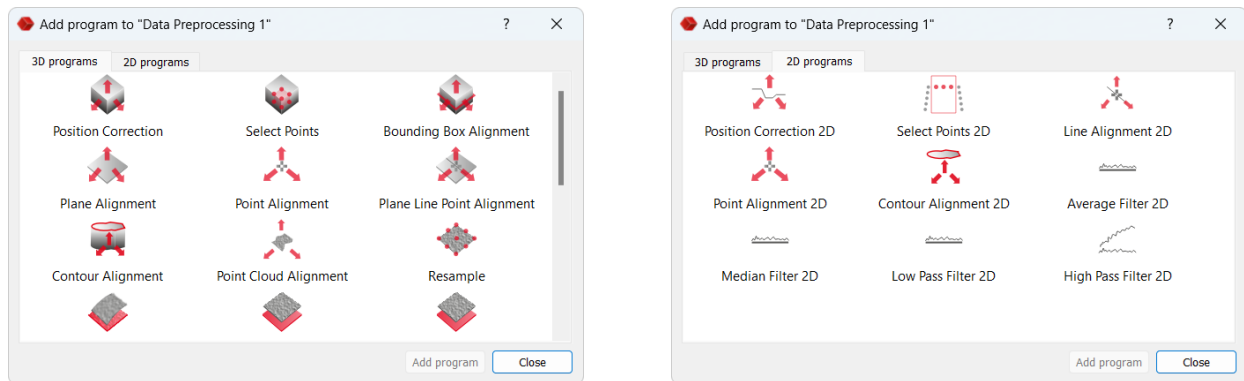 Add program to "Data Preprocessing 1"
?
3D programs 2D programs
Position Correction Select Points Bounding Box Alignment
Plane Alignment Point Alignment Plane Line Point Alignment
Contour Alignment Point Cloud Alignment Resample
Add program Close
Add program to "Data Preprocessing 1"
?
3D programs 2D programs
Position Correction 2D Select Points 2D Line Alignment 2D
Point Alignment 2D Contour Alignment 2D Average Filter 2D
Median Filter 2D Low Pass Filter 2D High Pass Filter 2D
Add program Close